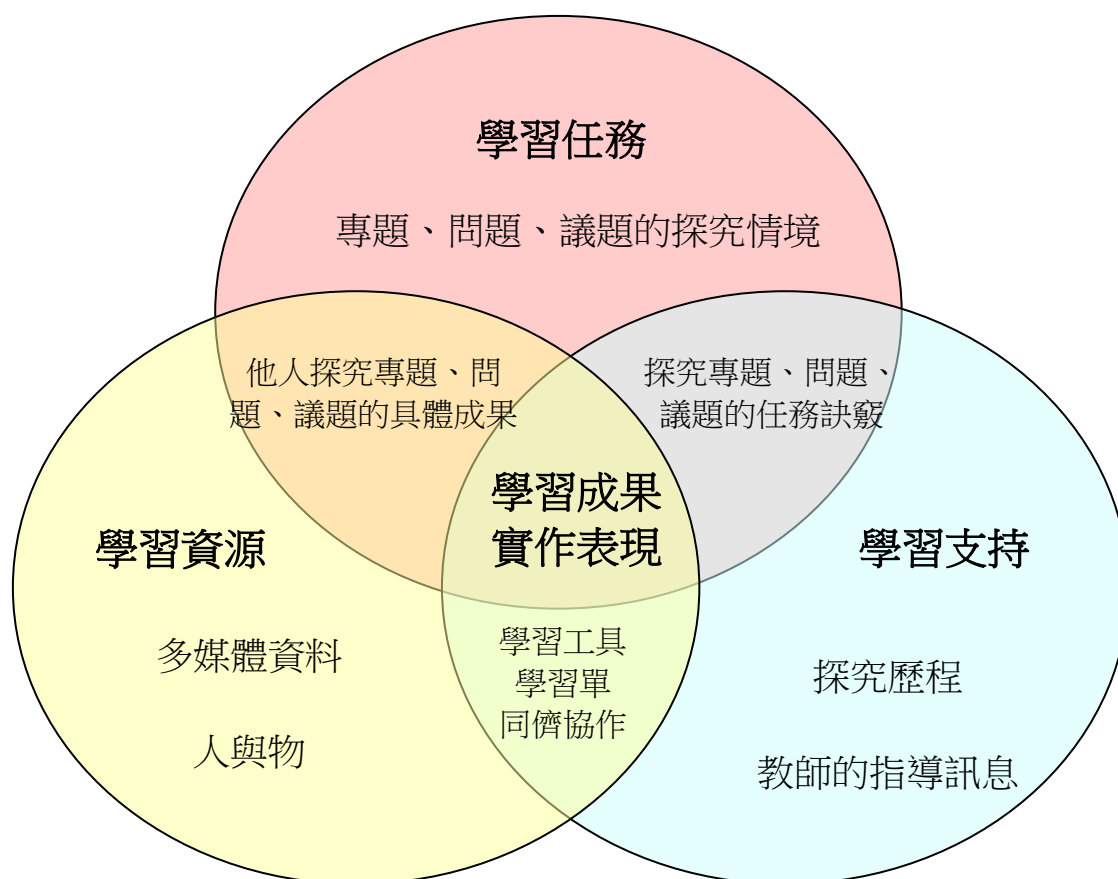 學習任務
專題、問題、議題的探究情境
他人探究專題、問
題、議題的具體成果
探究專題、問題、
議題的任務訣竅
學習成果
實作表現
學習資源
多媒體資料
人與物
學習工具
學習單
同儕協作
學習支持
探究歷程
教師的指導訊息